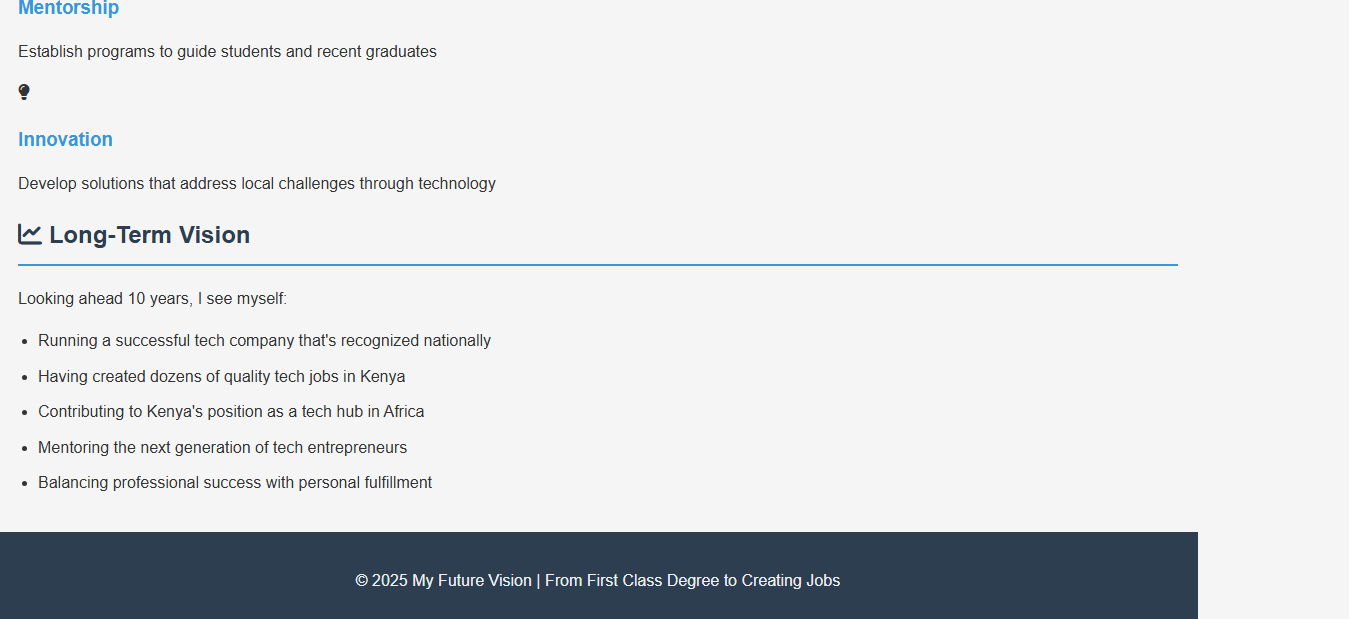 Mentorship
Establish programs to guide students and recent graduates
Innovation
Develop solutions that address local challenges through technology
Long-Term Vision
Looking ahead 10 years, I see myself:
• Running a successful tech company that's recognized nationally
• Having created dozens of quality tech jobs in Kenya
• Contributing to Kenya's position as a tech hub in Africa
• Mentoring the next generation of tech entrepreneurs
• Balancing professional success with personal fulfillment
© 2025 My Future Vision | From First Class Degree to Creating Jobs